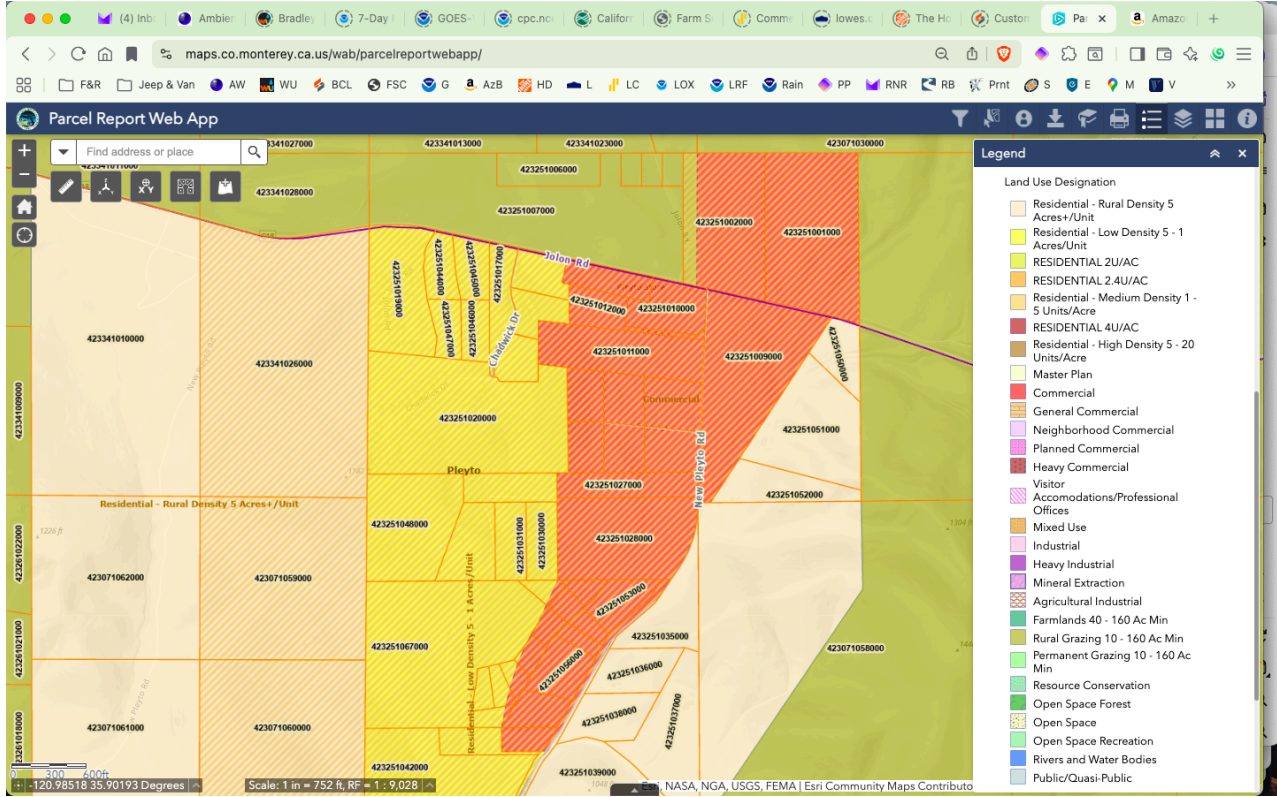 (4) Inb
Ambier
Bradley
7-Day F
GOES-
cpc.nc
Califorr
Farm S
Comme
lowes.c
The Ho
Custon
Par
Amazo
maps.co.monterey.ca.us/wab/parcelreportwebapp/
F&R
Jeep & Van
AW
WU
BCL
FSC
G
AzB
HD
L
LC
LOX
LRF
Rain
PP
RNR
RB
Prnt
S
E
M
V
»
Parcel Report Web App
Find address or place
423341027000
423341013000
423341023000
423071030000
423341011000
423251006000
423341028000
423251007000
423251002000
423251001000
G18
Jolon Rd
423251019000
423251044000
423251045000
423251017000
423251047000
423251046000
Chadwick Dr
423251012000
423251010000
423341010000
423341026000
423251011000
423251009000
423251050000
423341009000
Commercial
423251020000
423251051000
New Pleyto Rd
Pleyto
423251027000
423251052000
Residential - Rural Density 5 Acres+/Unit
1226 ft
423251048000
423251031000
423251030000
423251028000
1304 ft
423261022000
423071062000
423071059000
423251053000
423261021000
423251067000
Residential - Low Density 5 - 1 Acres/Unit
423251035000
423071058000
423251056000
423251036000
423251038000
423251037000
423261018000
423071061000
423071060000
423251042000
423251039000
0 300 600ft
-120.98518 35.90193 Degrees
Scale: 1 in = 752 ft, RF = 1 : 9,028
Esri, NASA, NGA, USGS, FEMA | Esri Community Maps Contributo
Legend
Land Use Designation
Residential - Rural Density 5
Acres+/Unit
Residential - Low Density 5 - 1
Acres/Unit
RESIDENTIAL 2U/AC
RESIDENTIAL 2.4U/AC
Residential - Medium Density 1 -
5 Units/Acre
RESIDENTIAL 4U/AC
Residential - High Density 5 - 20
Units/Acre
Master Plan
Commercial
General Commercial
Neighborhood Commercial
Planned Commercial
Heavy Commercial
Visitor
Accomodations/Professional
Offices
Mixed Use
Industrial
Heavy Industrial
Mineral Extraction
Agricultural Industrial
Farmlands 40 - 160 Ac Min
Rural Grazing 10 - 160 Ac Min
Permanent Grazing 10 - 160 Ac
Min
Resource Conservation
Open Space Forest
Open Space
Open Space Recreation
Rivers and Water Bodies
Public/Quasi-Public